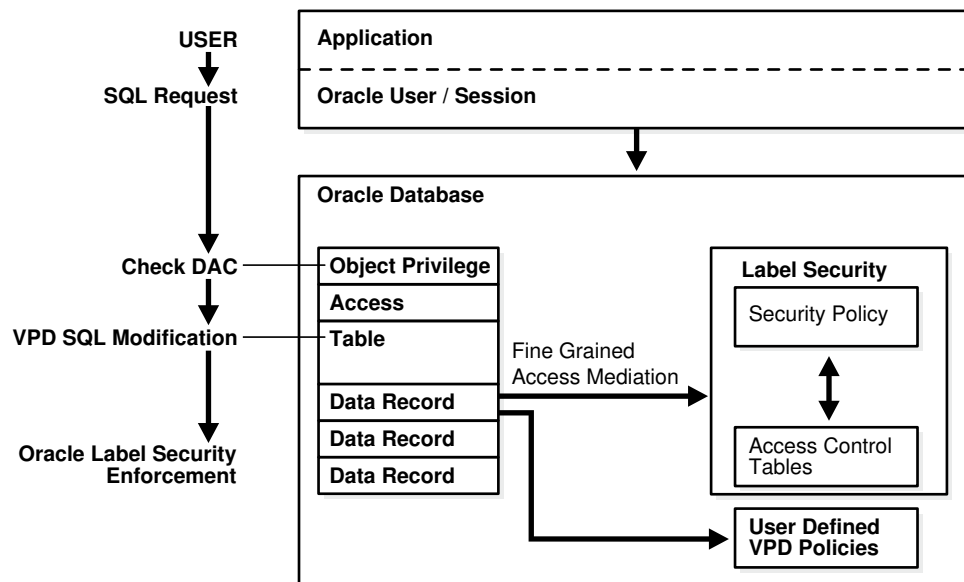 USER
SQL Request
Check DAC
VPD SQL Modification
Oracle Label Security
Enforcement
Application
Oracle User / Session
Oracle Database
Object Privilege
Access
Table
Data Record
Data Record
Data Record
Fine Grained
Access Mediation
Label Security
Security Policy
Access Control
Tables
User Defined
VPD Policies